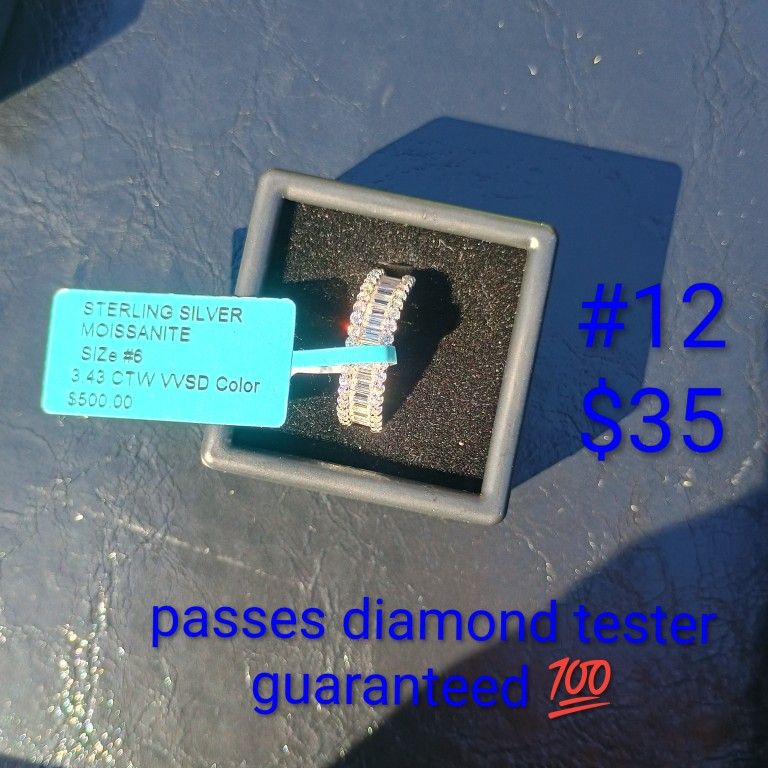 STERLING SILVER
MOISSANITE
SIZe #6
3.43 CTW VVSD Color
$500.00
#12
$35
passes diamond tester
guaranteed 💯